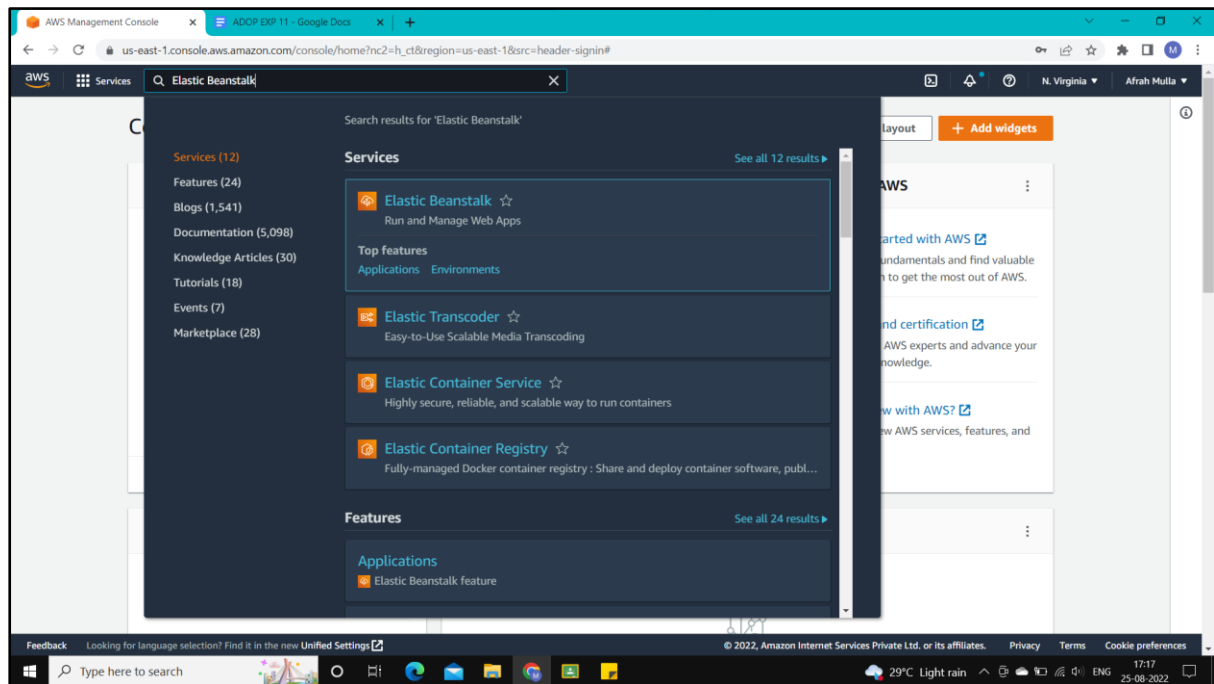 AWS Management Console
ADOP EXP 11 - Google Docs
us-east-1.console.aws.amazon.com/console/home?nc2=h_ct&region=us-east-1&src=header-signin#
M
aws
Services
Elastic Beanstalk
N. Virginia
Afrah Mulla
layout
+ Add widgets
Search results for 'Elastic Beanstalk'
Services (12)
Features (24)
Blogs (1,541)
Documentation (5,098)
Knowledge Articles (30)
Tutorials (18)
Events (7)
Marketplace (28)
Services
See all 12 results
Elastic Beanstalk
Run and Manage Web Apps
Top features
Applications Environments
Elastic Transcoder
Easy-to-Use Scalable Media Transcoding
Elastic Container Service
Highly secure, reliable, and scalable way to run containers
Elastic Container Registry
Fully-managed Docker container registry : Share and deploy container software, publ...
Features
See all 24 results
Applications
Elastic Beanstalk feature
AWS
arted with AWS
undamentals and find valuable
n to get the most out of AWS.
nd certification
AWS experts and advance your
nowledge.
w with AWS?
ew AWS services, features, and
Feedback
Looking for language selection? Find it in the new Unified Settings
© 2022, Amazon Internet Services Private Ltd. or its affiliates.
Privacy
Terms
Cookie preferences
Type here to search
29°C Light rain
ENG
17:17
25-08-2022